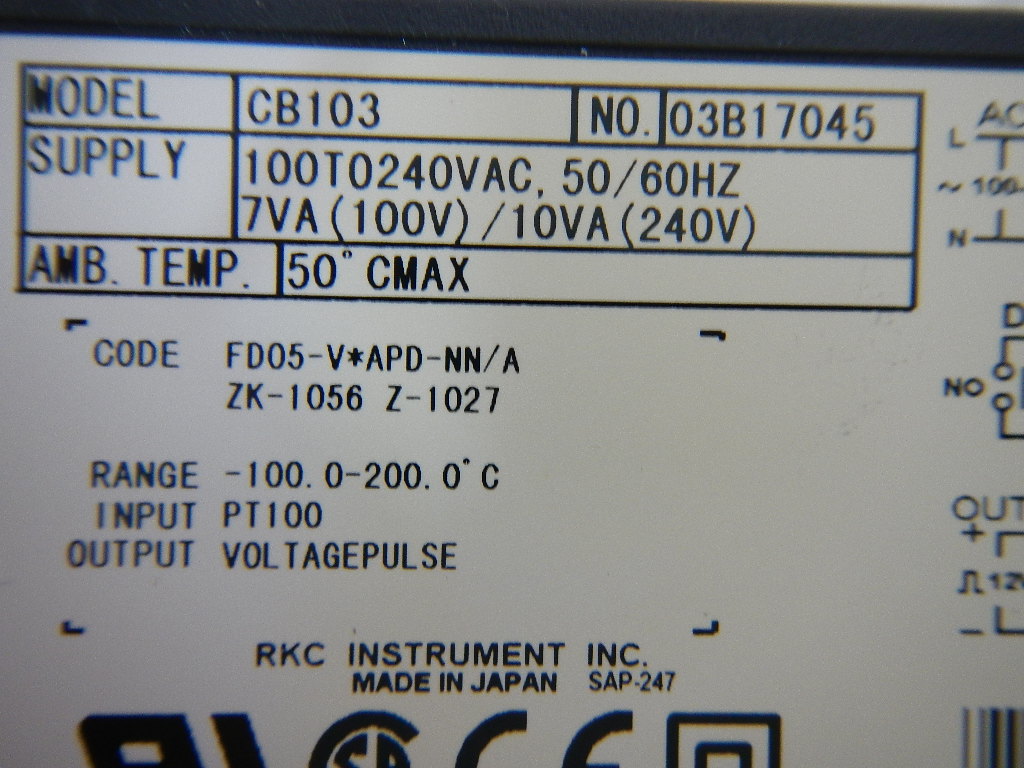 MODEL CB103 NO. 03B17045
SUPPLY 100TO240VAC, 50/60HZ
7VA(100V)/10VA(240V)
AMB. TEMP. 50°CMAX
CODE FD05-V*APD-NN/A
ZK-1056 Z-1027
RANGE -100.0-200.0°C
INPUT PT100
OUTPUT VOLTAGEPULSE
RKC INSTRUMENT INC.
MADE IN JAPAN SAP-247
L
~ 100
N
NO
OUT
+
12V
-